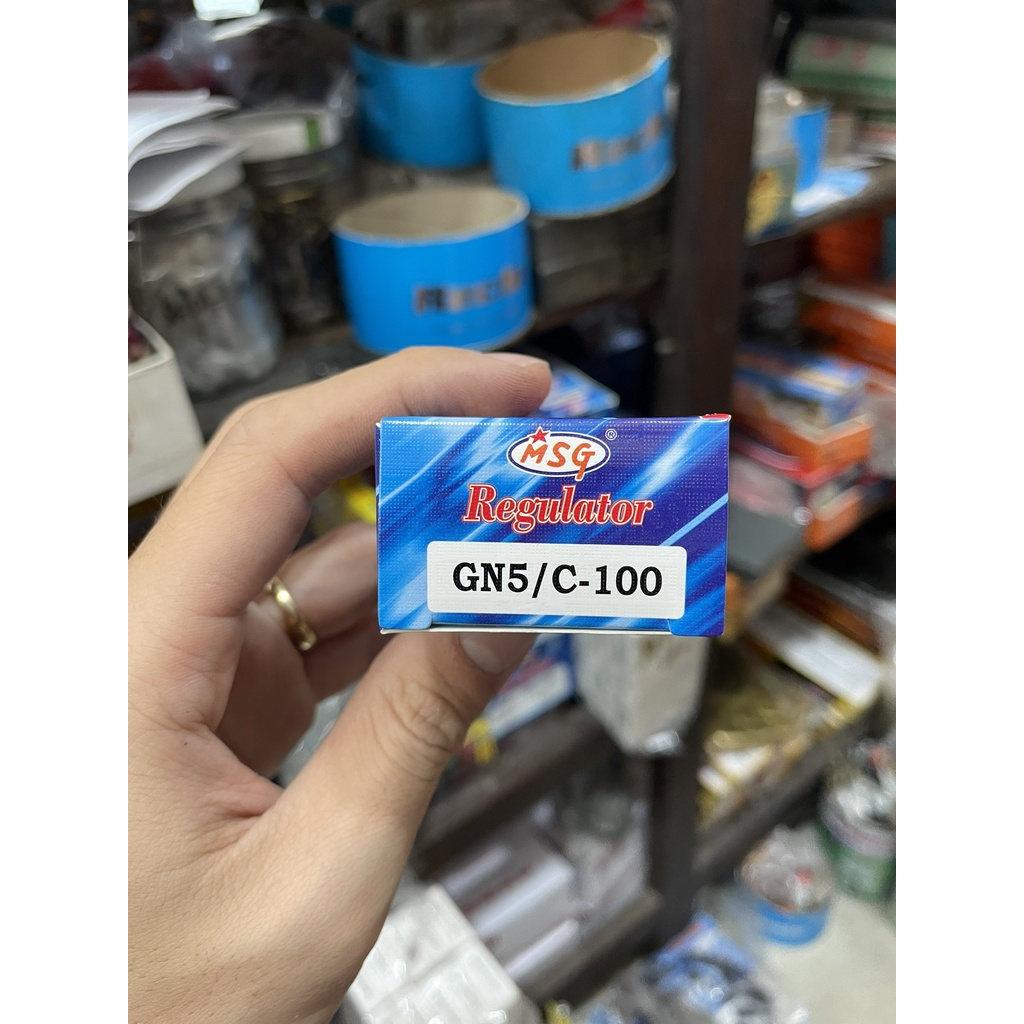 MSG ®
Regulator
GN5/C-100